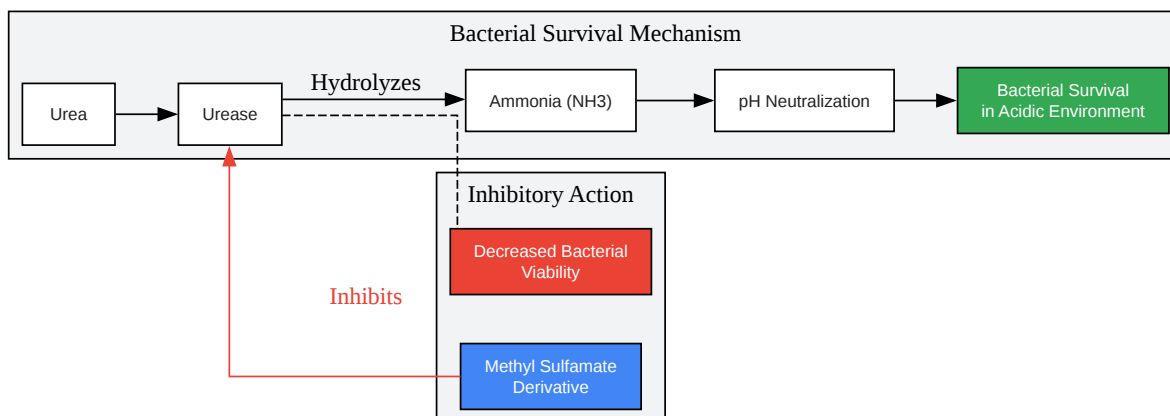 Bacterial Survival Mechanism
Hydrolyzes
Urea
Urease
Ammonia (NH3)
pH Neutralization
Bacterial Survival
in Acidic Environment
Inhibitory Action
Decreased Bacterial
Viability
Inhibits
Methyl Sulfamate
Derivative